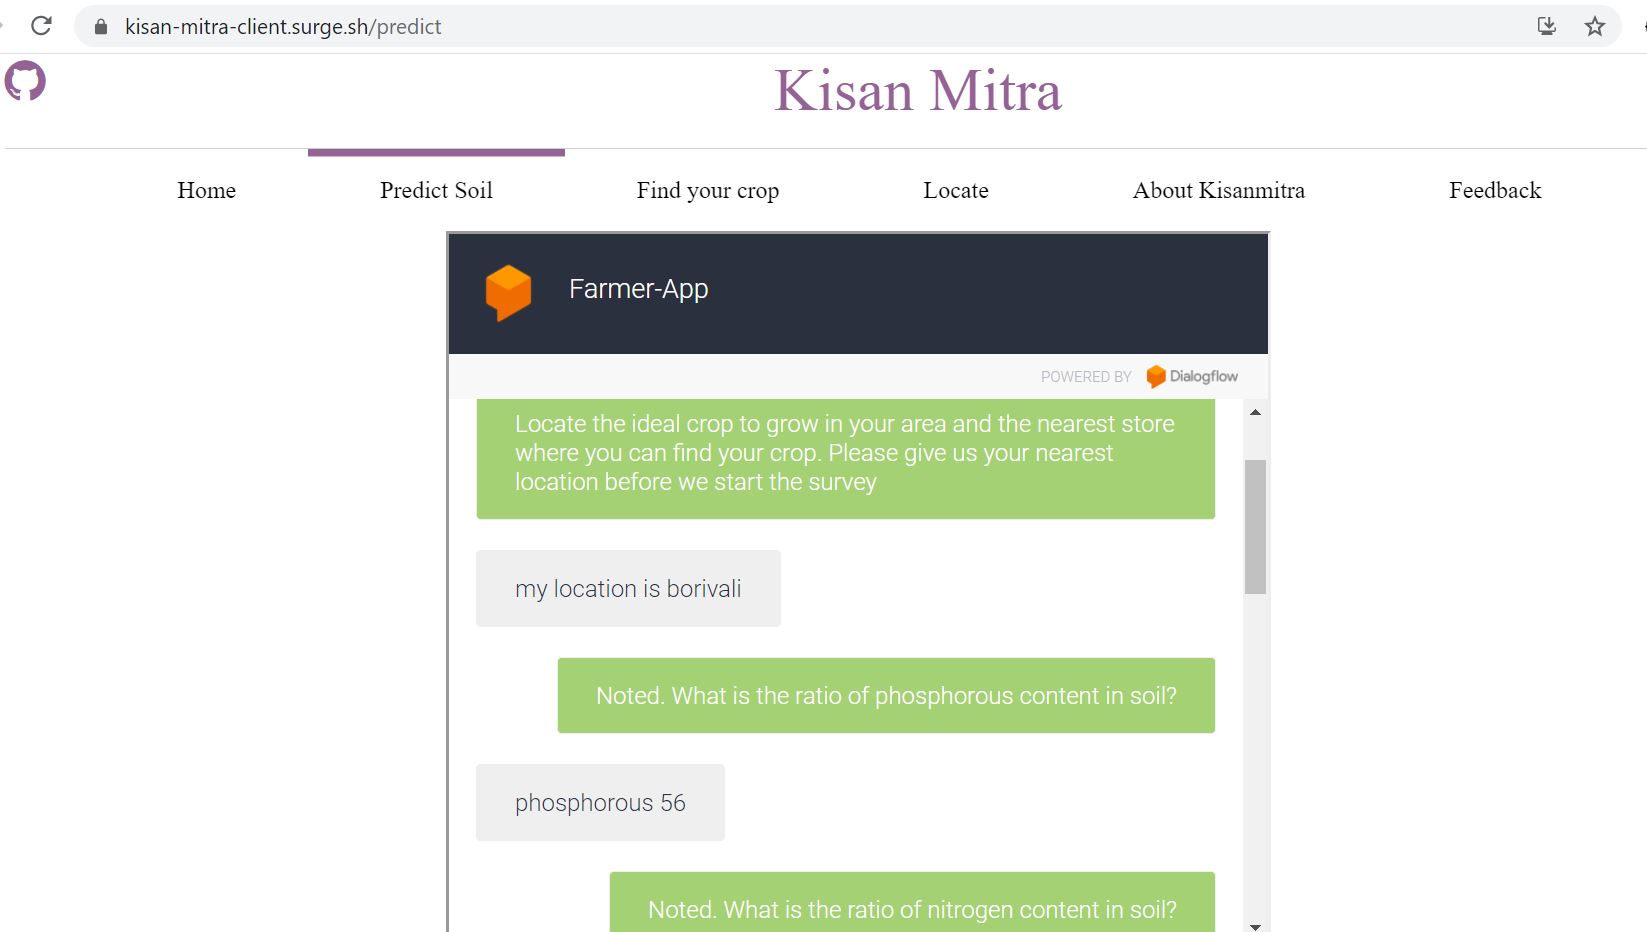 kisan-mitra-client.surge.sh/predict
Kisan Mitra
Home Predict Soil Find your crop Locate About Kisanmitra Feedback
Farmer-App
POWERED BY Dialogflow
Locate the ideal crop to grow in your area and the nearest store
where you can find your crop. Please give us your nearest
location before we start the survey
my location is borivali
Noted. What is the ratio of phosphorous content in soil?
phosphorous 56
Noted. What is the ratio of nitrogen content in soil?